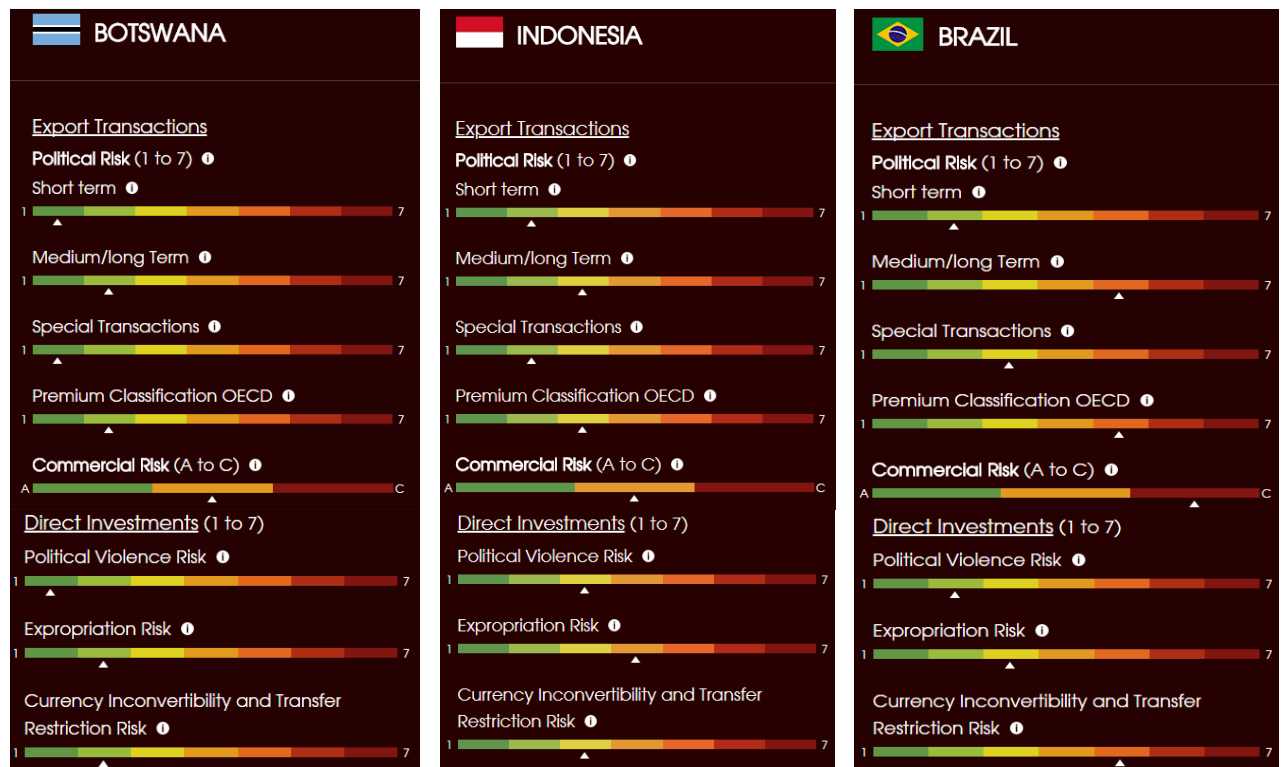 BOTSWANA
Export Transactions
Political Risk (1 to 7) i
Short term i
1 7
Medium/long Term i
1 7
Special Transactions i
1 7
Premium Classification OECD i
1 7
Commercial Risk (A to C) i
A C
Direct Investments (1 to 7)
Political Violence Risk i
1 7
Expropriation Risk i
1 7
Currency Inconvertibility and Transfer
Restriction Risk i
1 7
INDONESIA
Export Transactions
Political Risk (1 to 7) i
Short term i
1 7
Medium/long Term i
1 7
Special Transactions i
1 7
Premium Classification OECD i
1 7
Commercial Risk (A to C) i
A C
Direct Investments (1 to 7)
Political Violence Risk i
1 7
Expropriation Risk i
1 7
Currency Inconvertibility and Transfer
Restriction Risk i
1 7
BRAZIL
Export Transactions
Political Risk (1 to 7) i
Short term i
1 7
Medium/long Term i
1 7
Special Transactions i
1 7
Premium Classification OECD i
1 7
Commercial Risk (A to C) i
A C
Direct Investments (1 to 7)
Political Violence Risk i
1 7
Expropriation Risk i
1 7
Currency Inconvertibility and Transfer
Restriction Risk i
1 7